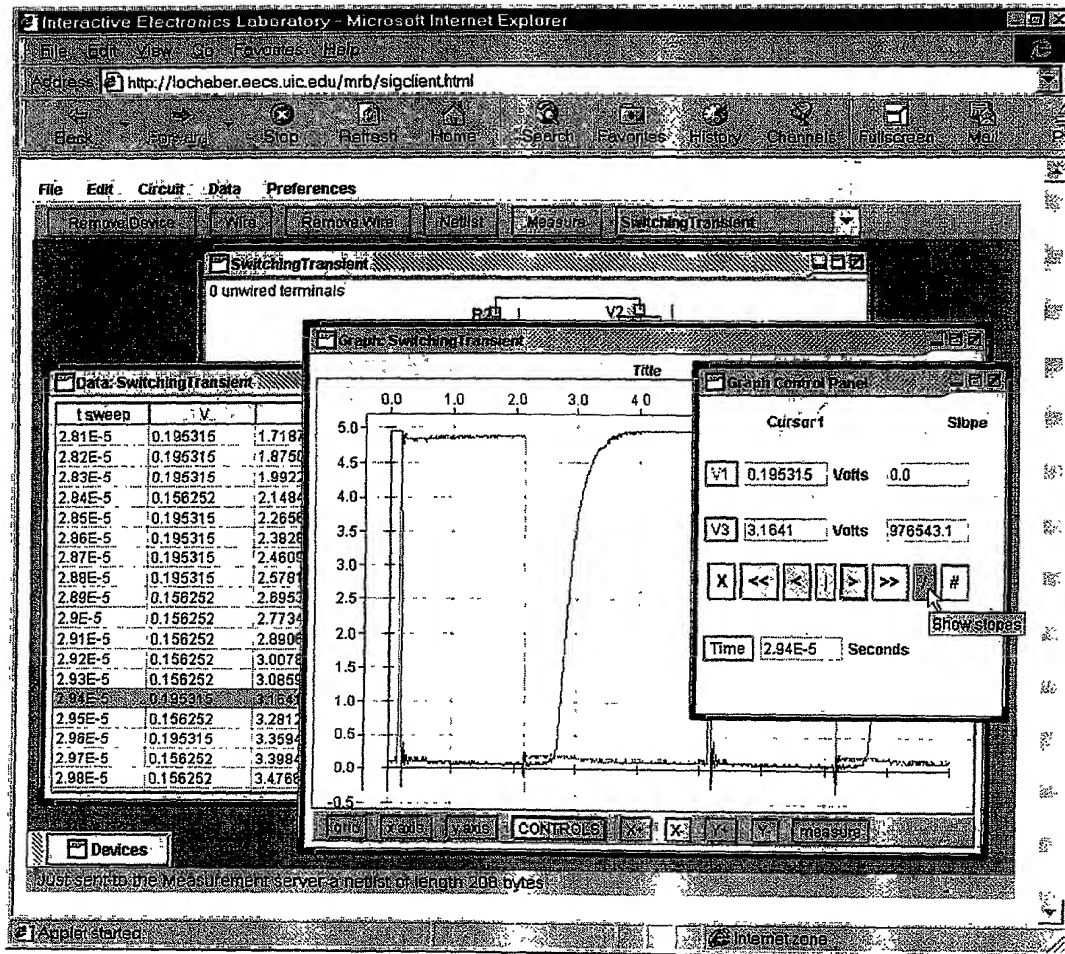 Interactive Electronics Laboratory - Microsoft Internet Explorer
File Edit View Go Favorites Help
Address http://lochaber.eecs.uic.edu/mrb/sigclient.html
Back Forward Stop Refresh Home Search Favorites History Channels Fullscreen Mail
File Edit Circuit Data Preferences
Remove Device Wire Remove Wire Netlist Measure SwitchingTransient
SwitchingTransient
0 unwired terminals
R2 V2
Graph: SwitchingTransient
Title
Data: SwitchingTransient
t sweep V
2.81E-5 0.195315 1.7187
2.82E-5 0.195315 1.8750
2.83E-5 0.195315 1.9922
2.84E-5 0.156252 2.1484
2.85E-5 0.195315 2.2656
2.86E-5 0.195315 2.3828
2.87E-5 0.195315 2.4609
2.88E-5 0.195315 2.5781
2.89E-5 0.195315 2.6953
2.9E-5 0.156252 2.7734
2.91E-5 0.156252 2.8906
2.92E-5 0.156252 3.0078
2.93E-5 0.156252 3.0859
2.94E-5 0.195315 3.1641
2.95E-5 0.156252 3.2812
2.96E-5 0.195315 3.3594
2.97E-5 0.156252 3.3984
2.98E-5 0.156252 3.4766
0.0 1.0 2.0 3.0 4.0
5.0
4.5
4.0
3.5
3.0
2.5
2.0
1.5
1.0
0.5
0.0
-0.5
Graph Control Panel
Cursor1 Slope
V1 0.195315 Volts 0.0
V3 3.1641 Volts 976543.1
X << < | > >> / #
Show slopes
Time 2.94E-5 Seconds
grid x axis y axis CONTROLS X+ X- Y+ Y- measure
Devices
Just sent to the Measurement server a netlist of length 208 bytes
Applet started Internet zone